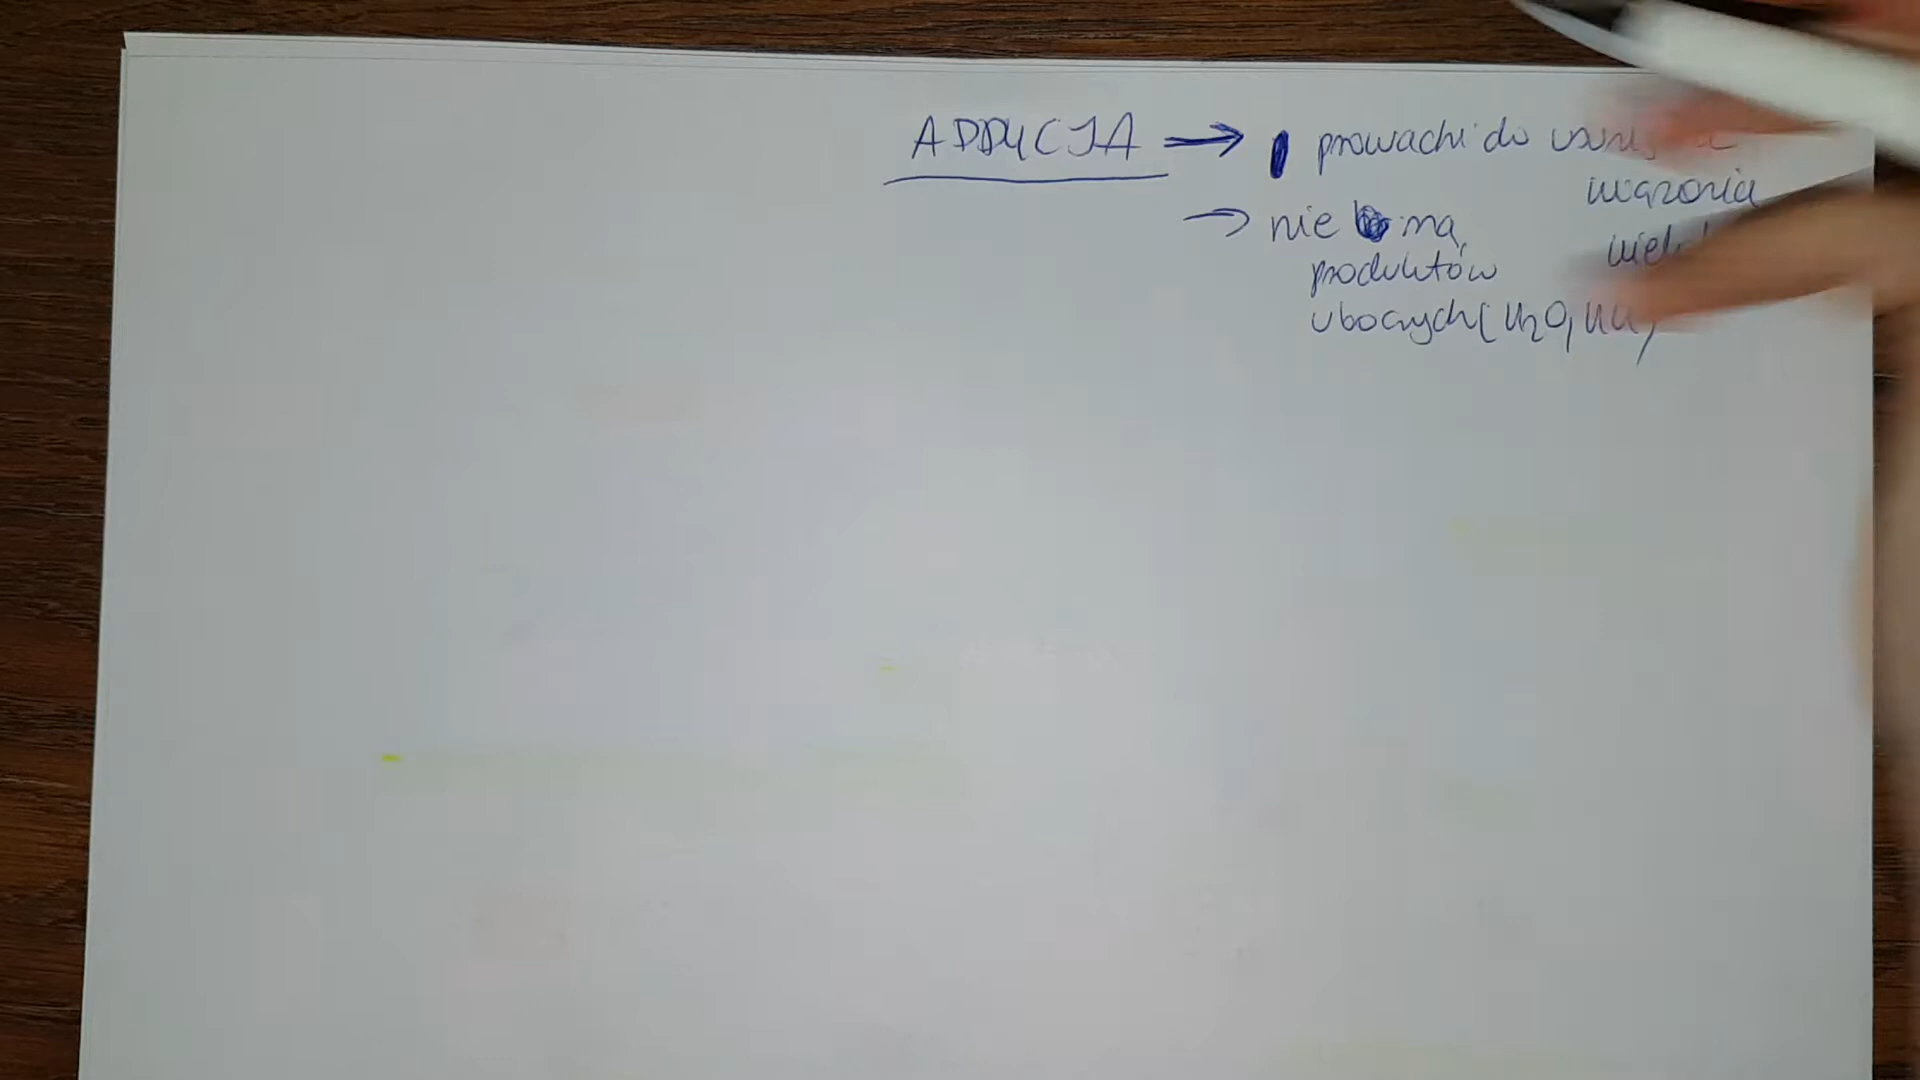 ADDYCJA → prowadzi do
wiązania
→ nie ma
produktów
ubocznych (H2O, HCl)